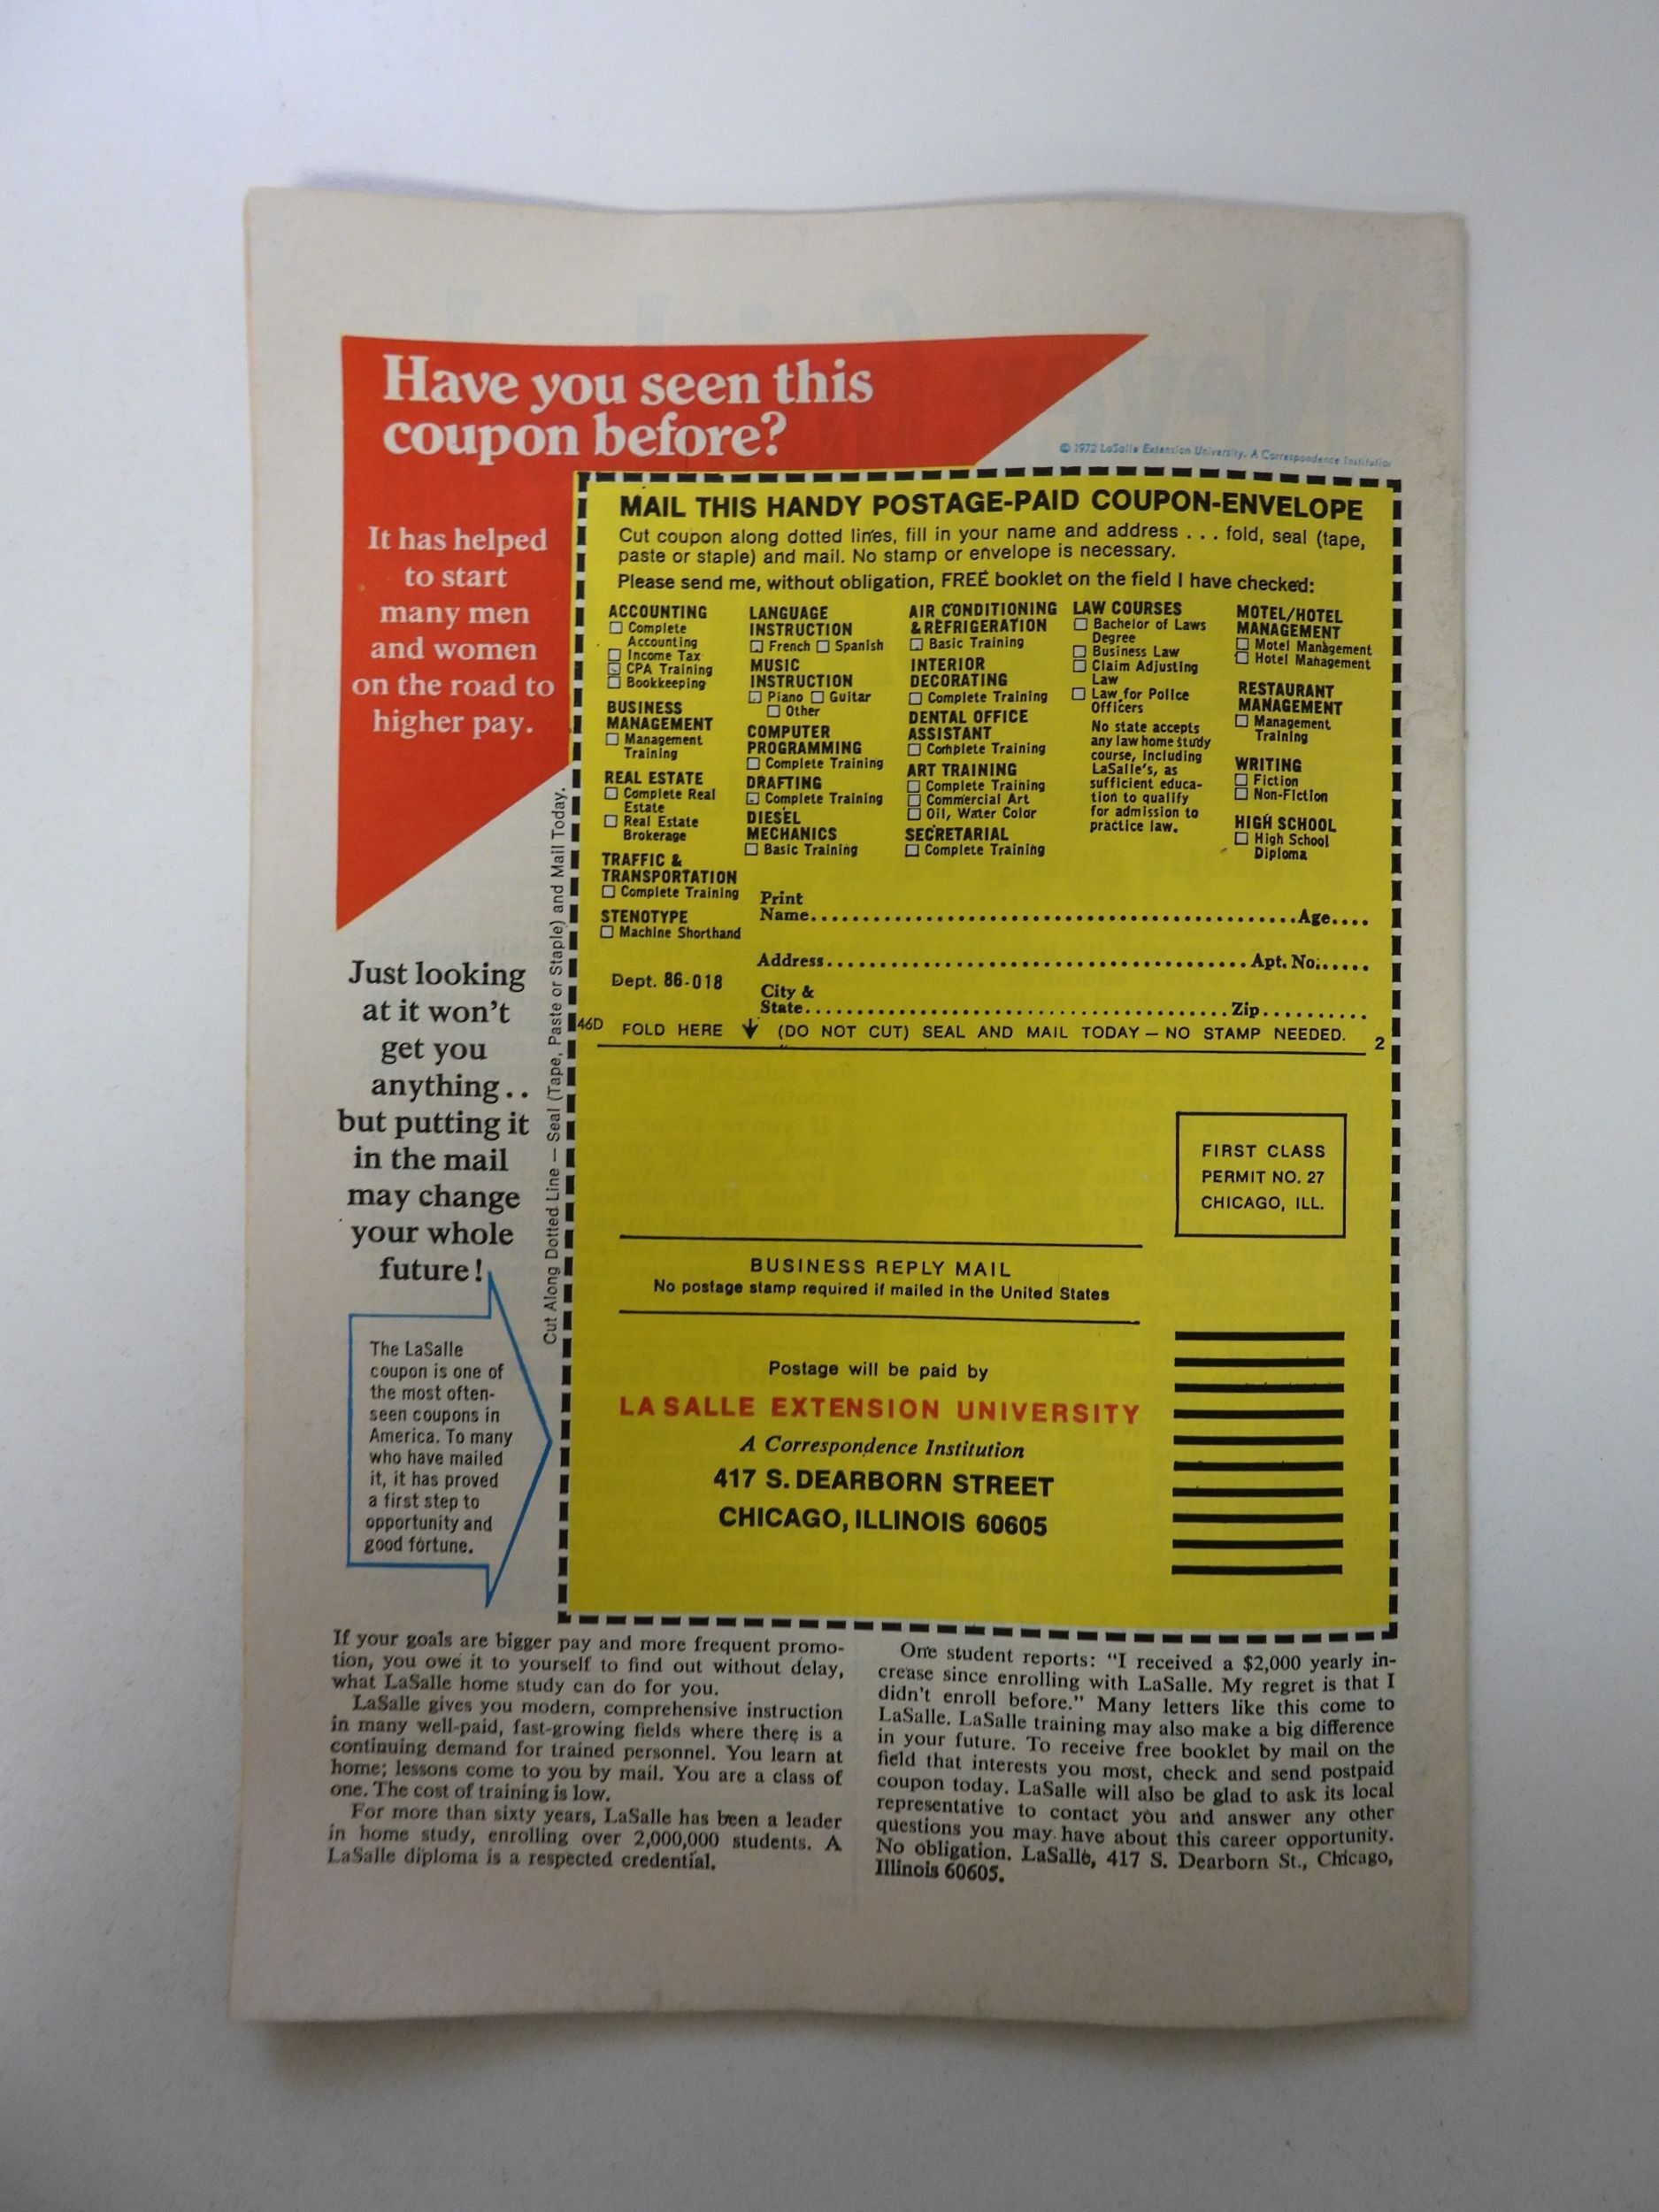 Have you seen this
coupon before?
© 1972 LaSalle Extension University, A Correspondence Institution
It has helped
to start
many men
and women
on the road to
higher pay.
Just looking
at it won't
get you
anything..
but putting it
in the mail
may change
your whole
future!
The LaSalle
coupon is one of
the most often-
seen coupons in
America. To many
who have mailed
it, it has proved
a first step to
opportunity and
good fortune.
Cut Along Dotted Line — Seal (Tape, Paste or Staple) and Mail Today.
MAIL THIS HANDY POSTAGE-PAID COUPON-ENVELOPE
Cut coupon along dotted lines, fill in your name and address ... fold, seal (tape,
paste or staple) and mail. No stamp or envelope is necessary.
Please send me, without obligation, FREE booklet on the field I have checked:
ACCOUNTING
Complete
Accounting
Income Tax
CPA Training
Bookkeeping
BUSINESS
MANAGEMENT
Management
Training
REAL ESTATE
Complete Real
Estate
Real Estate
Brokerage
TRAFFIC &
TRANSPORTATION
Complete Training
STENOTYPE
Machine Shorthand
LANGUAGE
INSTRUCTION
French Spanish
MUSIC
INSTRUCTION
Piano Guitar
Other
COMPUTER
PROGRAMMING
Complete Training
DRAFTING
Complete Training
DIESEL
MECHANICS
Basic Training
AIR CONDITIONING
& REFRIGERATION
Basic Training
INTERIOR
DECORATING
Complete Training
DENTAL OFFICE
ASSISTANT
Complete Training
ART TRAINING
Complete Training
Commercial Art
Oil, Water Color
SECRETARIAL
Complete Training
LAW COURSES
Bachelor of Laws
Degree
Business Law
Claim Adjusting
Law
Law for Police
Officers
No state accepts
any law home study
course, including
LaSalle's, as
sufficient educa-
tion to qualify
for admission to
practice law.
MOTEL/HOTEL
MANAGEMENT
Motel Management
Hotel Management
RESTAURANT
MANAGEMENT
Management
Training
WRITING
Fiction
Non-Fiction
HIGH SCHOOL
High School
Diploma
Print
Name.................................................Age....
Address.........................................Apt. No......
Dept. 86-018
City &
State..........................................Zip...........
46D FOLD HERE ↓ (DO NOT CUT) SEAL AND MAIL TODAY — NO STAMP NEEDED. 2
FIRST CLASS
PERMIT NO. 27
CHICAGO, ILL.
BUSINESS REPLY MAIL
No postage stamp required if mailed in the United States
Postage will be paid by
LA SALLE EXTENSION UNIVERSITY
A Correspondence Institution
417 S. DEARBORN STREET
CHICAGO, ILLINOIS 60605
If your goals are bigger pay and more frequent promo-
tion, you owe it to yourself to find out without delay,
what LaSalle home study can do for you.
LaSalle gives you modern, comprehensive instruction
in many well-paid, fast-growing fields where there is a
continuing demand for trained personnel. You learn at
home; lessons come to you by mail. You are a class of
one. The cost of training is low.
For more than sixty years, LaSalle has been a leader
in home study, enrolling over 2,000,000 students. A
LaSalle diploma is a respected credential.
One student reports: "I received a $2,000 yearly in-
crease since enrolling with LaSalle. My regret is that I
didn't enroll before." Many letters like this come to
LaSalle. LaSalle training may also make a big difference
in your future. To receive free booklet by mail on the
field that interests you most, check and send postpaid
coupon today. LaSalle will also be glad to ask its local
representative to contact you and answer any other
questions you may have about this career opportunity.
No obligation. LaSalle, 417 S. Dearborn St., Chicago,
Illinois 60605.